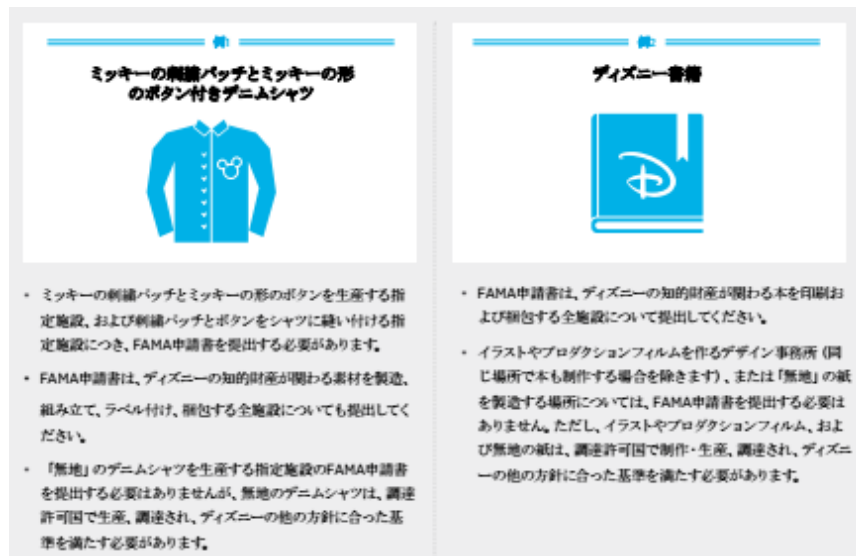 例1
ミッキーの刺繍パッチとミッキーの形
のボタン付きデニムシャツ
• ミッキーの刺繍パッチとミッキーの形のボタンを生産する指
定施設、および刺繍パッチとボタンをシャツに縫い付ける指
定施設につき、FAMA申請書を提出する必要があります。
• FAMA申請書は、ディズニーの知的財産が関わる素材を製造、
組み立て、ラベル付け、梱包する全施設についても提出してく
ださい。
• 「無地」のデニムシャツを生産する指定施設のFAMA申請書
を提出する必要はありませんが、無地のデニムシャツは、調達
許可国で生産、調達され、ディズニーの他の方針に合った基
準を満たす必要があります。
例2
ディズニー書籍
D
• FAMA申請書は、ディズニーの知的財産が関わる本を印刷お
よび梱包する全施設について提出してください。
• イラストやプロダクションフィルムを作るデザイン事務所（同
じ場所で本も制作する場合を除きます）、または「無地」の紙
を製造する場所については、FAMA申請書を提出する必要は
ありません。ただし、イラストやプロダクションフィルム、およ
び無地の紙は、調達許可国で制作・生産、調達され、ディズニ
ーの他の方針に合った基準を満たす必要があります。